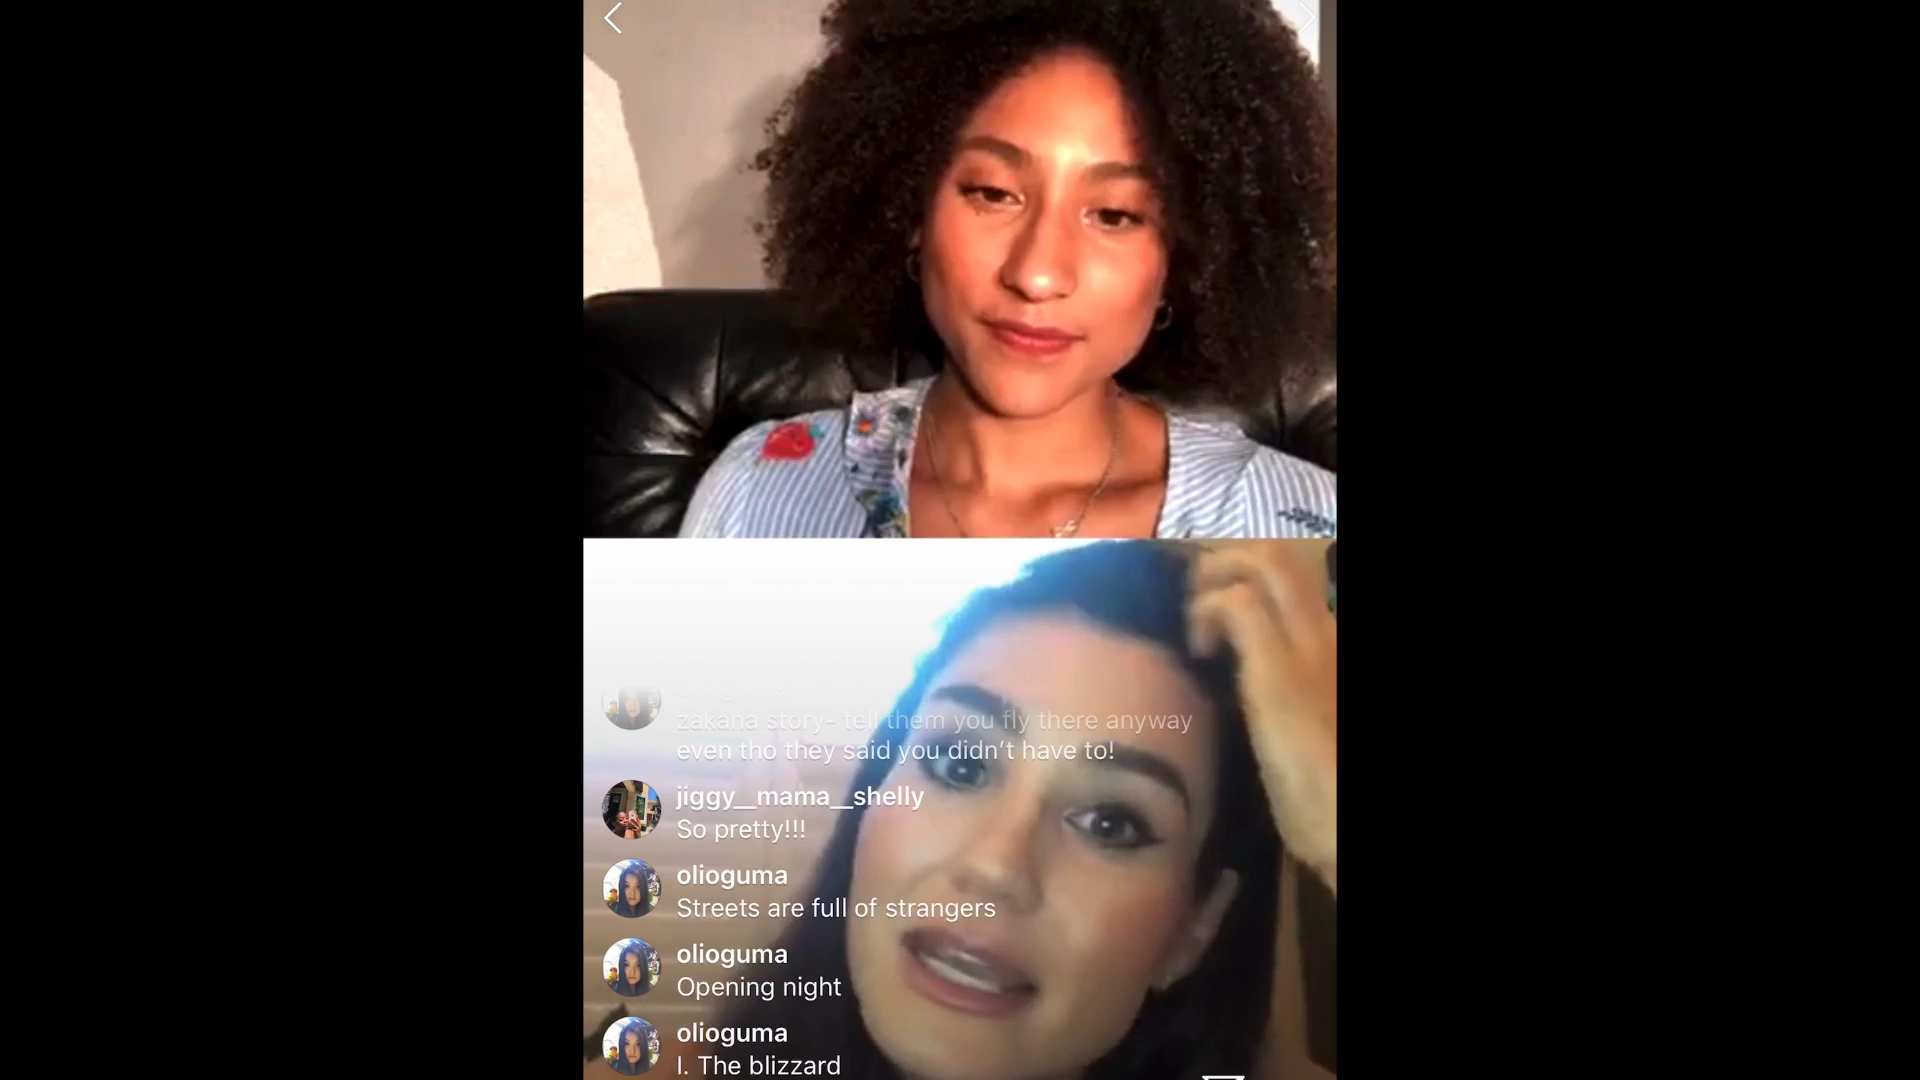 zakana story- tell them you fly there anyway
even tho they said you didn’t have to!
jiggy__mama__shelly
So pretty!!!
olioguma
Streets are full of strangers
olioguma
Opening night
olioguma
I. The blizzard